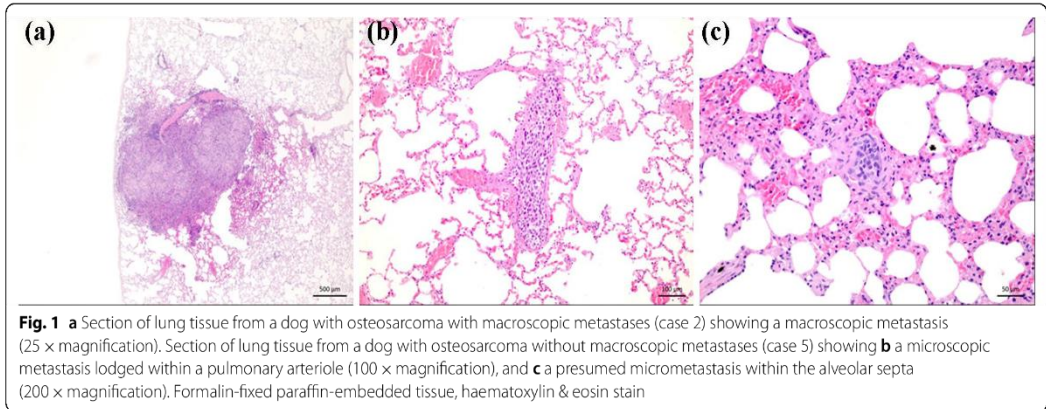 (a)
(b)
(c)
500 µm
100 µm
50 µm
Fig. 1 a Section of lung tissue from a dog with osteosarcoma with macroscopic metastases (case 2) showing a macroscopic metastasis
(25 × magnification). Section of lung tissue from a dog with osteosarcoma without macroscopic metastases (case 5) showing b a microscopic
metastasis lodged within a pulmonary arteriole (100 × magnification), and c a presumed micrometastasis within the alveolar septa
(200 × magnification). Formalin-fixed paraffin-embedded tissue, haematoxylin & eosin stain